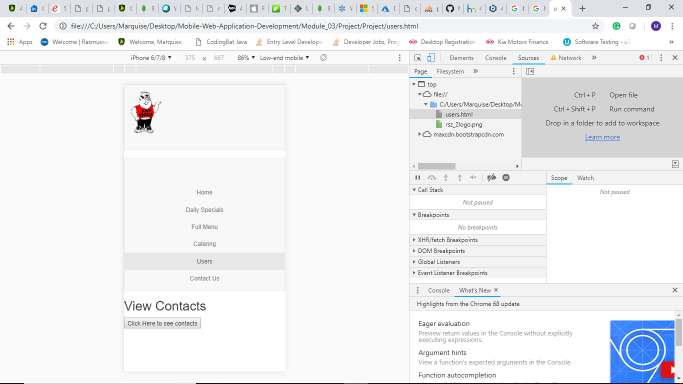 file:///C:/Users/Marquise/Desktop/Mobile-Web-Application-Development/Module_03/Project/Project/users.html
Apps
Welcome | Rasmuss
Welcome, Marquise
CodingBat Java
Entry Level Develope
Developer Jobs, Prog
Desktop Registration
Kia Motors Finance
Software Testing -
iPhone 6/7/8 ▾ 375 x 667 86% ▾ Low-end mobile ▾
Elements Console Sources Network
1
Page Filesystem »
top
file://
C:/Users/Marquise/Desktop/M
users.html
rsz_2logo.png
maxcdn.bootstrapcdn.com
Ctrl + P Open file
Ctrl + Shift + P Run command
Drop in a folder to add to workspace
Learn more
Home
Daily Specials
Full Menu
Catering
Users
Contact Us
View Contacts
Click Here to see contacts
Scope Watch
Not paused
Call Stack
Not paused
Breakpoints
No breakpoints
XHR/fetch Breakpoints
DOM Breakpoints
Global Listeners
Event Listener Breakpoints
Console What's New ×
Highlights from the Chrome 68 update
Eager evaluation
Preview return values in the Console without explicitly
executing expressions.
Argument hints
View a function's expected arguments in the Console.
Function autocompletion